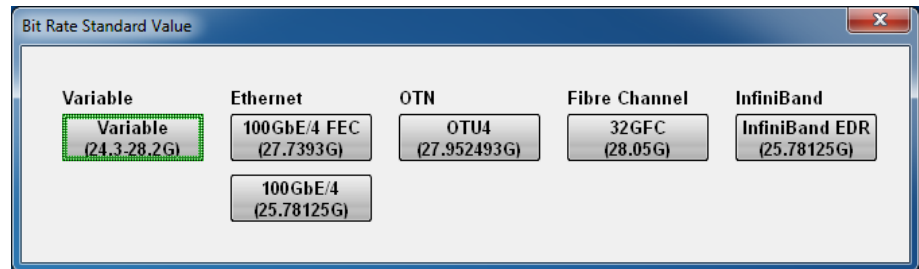 Bit Rate Standard Value
Variable
Variable
(24.3-28.2G)
Ethernet
100GbE/4 FEC
(27.7393G)
100GbE/4
(25.78125G)
OTN
OTU4
(27.952493G)
Fibre Channel
32GFC
(28.05G)
InfiniBand
InfiniBand EDR
(25.78125G)